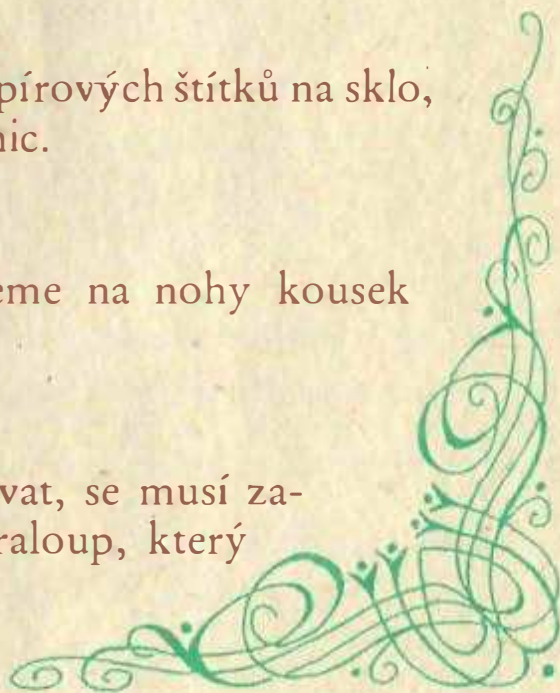 pírových štítků na sklo,
nic.
eme na nohy kousek
vat, se musí za-
raloup, který